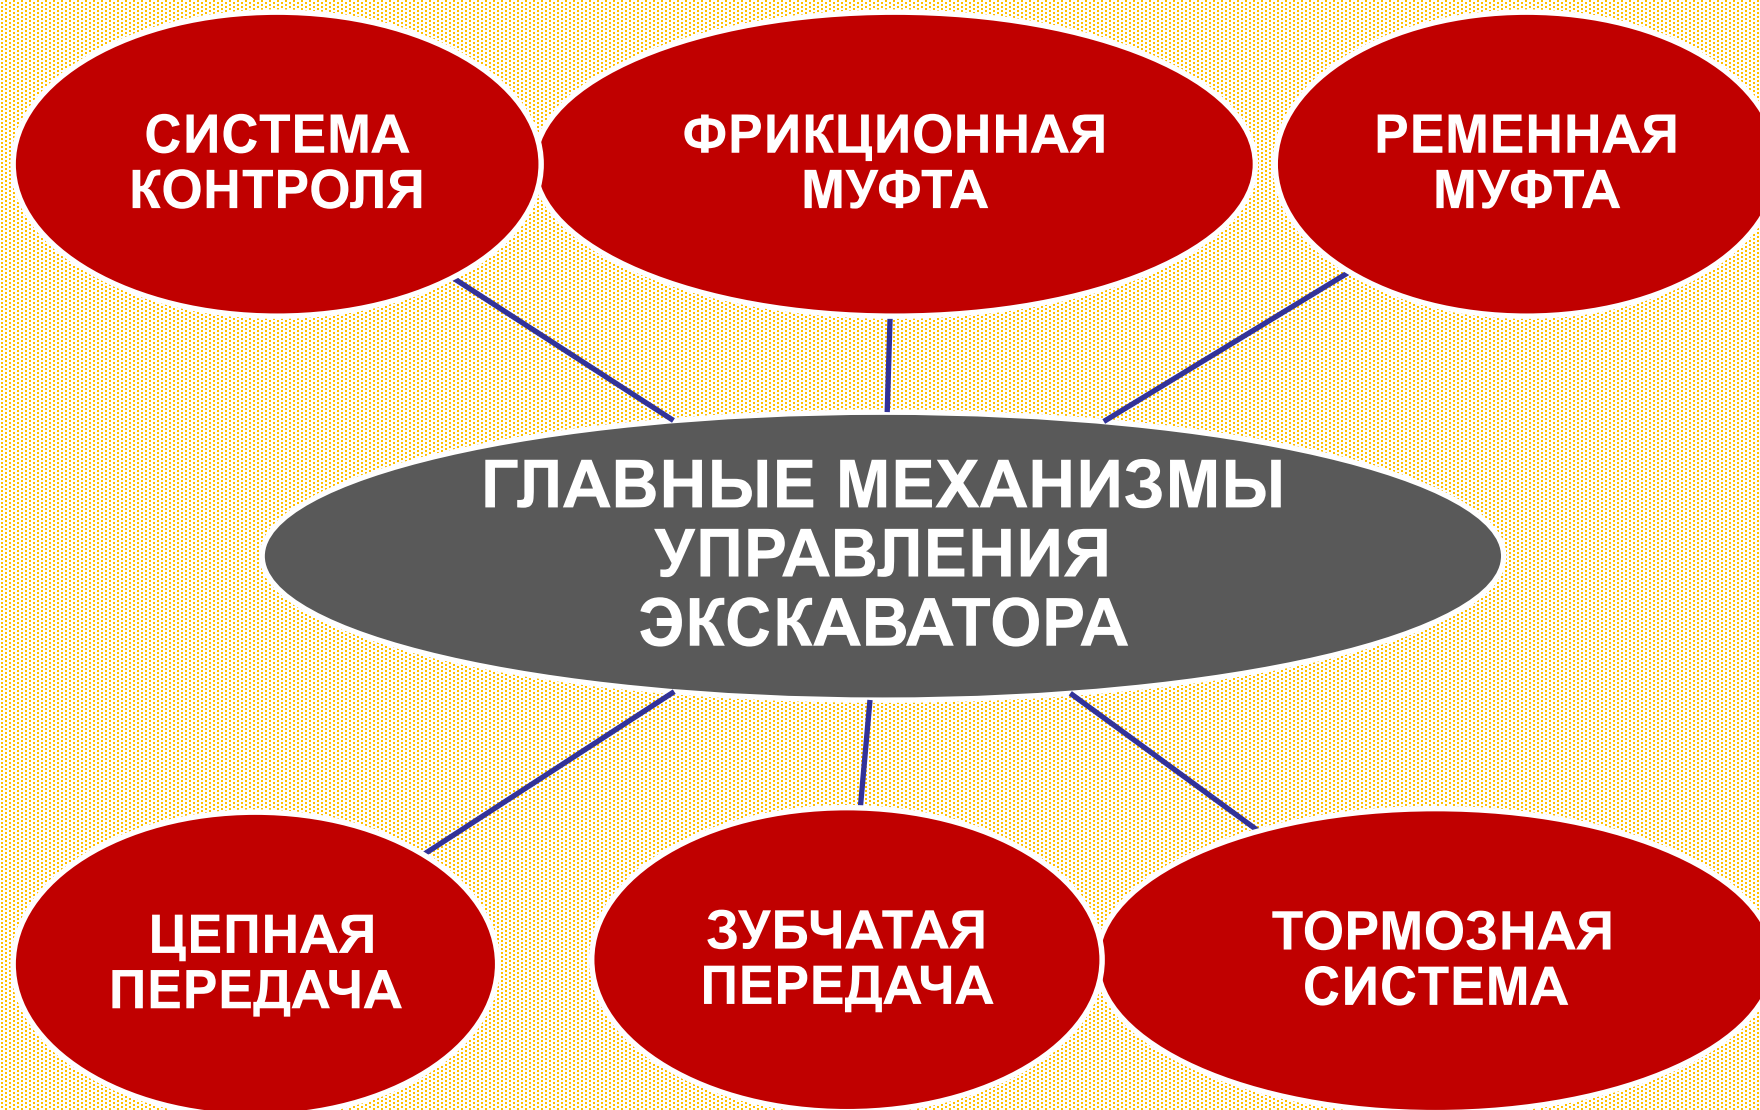 СИСТЕМА
КОНТРОЛЯ
ФРИКЦИОННАЯ
МУФТА
РЕМЕННАЯ
МУФТА
ГЛАВНЫЕ МЕХАНИЗМЫ
УПРАВЛЕНИЯ
ЭКСКАВАТОРА
ЦЕПНАЯ
ПЕРЕДАЧА
ЗУБЧАТАЯ
ПЕРЕДАЧА
ТОРМОЗНАЯ
СИСТЕМА